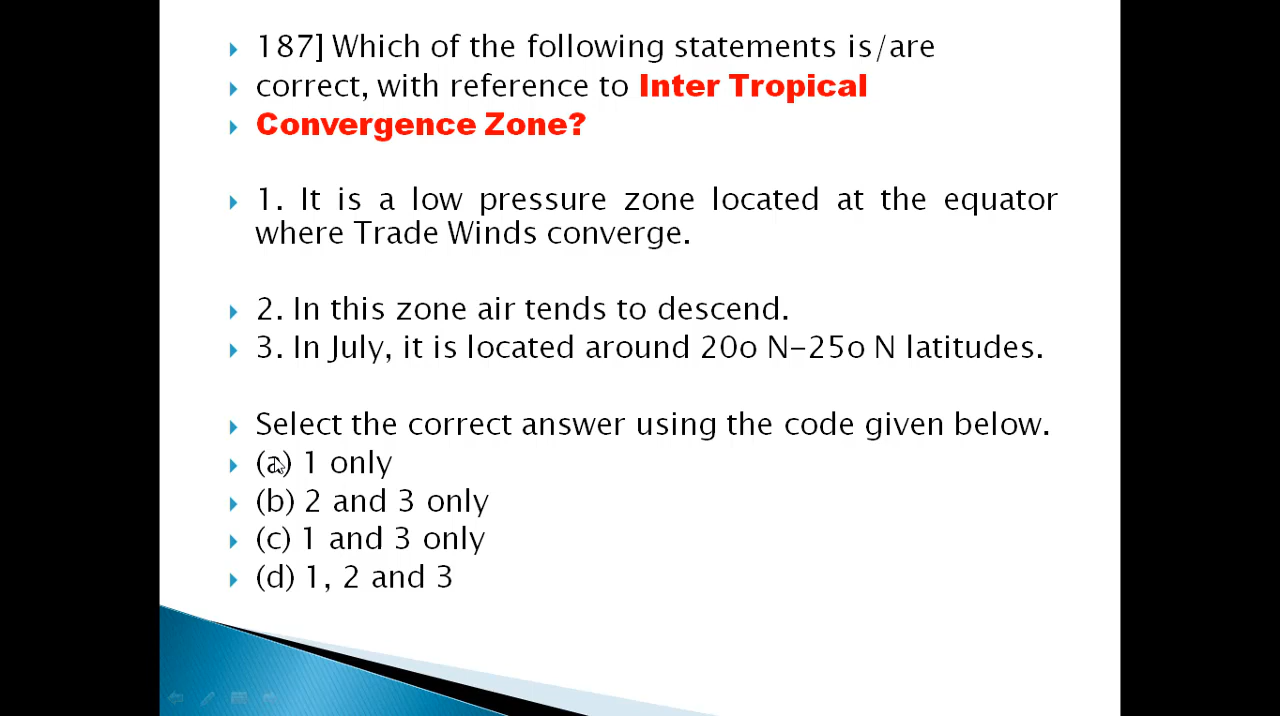 187] Which of the following statements is/are
correct, with reference to Inter Tropical
Convergence Zone?
1. It is a low pressure zone located at the equator
where Trade Winds converge.
2. In this zone air tends to descend.
3. In July, it is located around 20o N-25o N latitudes.
Select the correct answer using the code given below.
(a) 1 only
(b) 2 and 3 only
(c) 1 and 3 only
(d) 1, 2 and 3